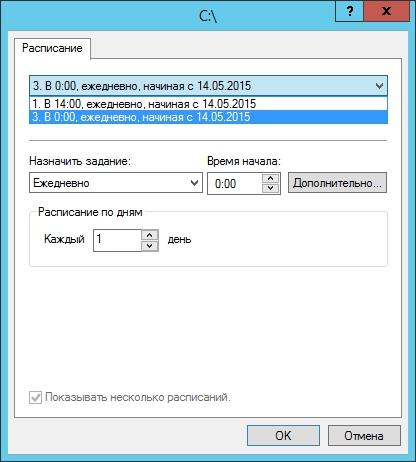 C:\
Расписание
3. В 0:00, ежедневно, начиная с 14.05.2015
1. В 14:00, ежедневно, начиная с 14.05.2015
3. В 0:00, ежедневно, начиная с 14.05.2015
Назначить задание: Время начала:
Ежедневно 0:00 Дополнительно...
Расписание по дням
Каждый 1 день
Показывать несколько расписаний.
OK Отмена